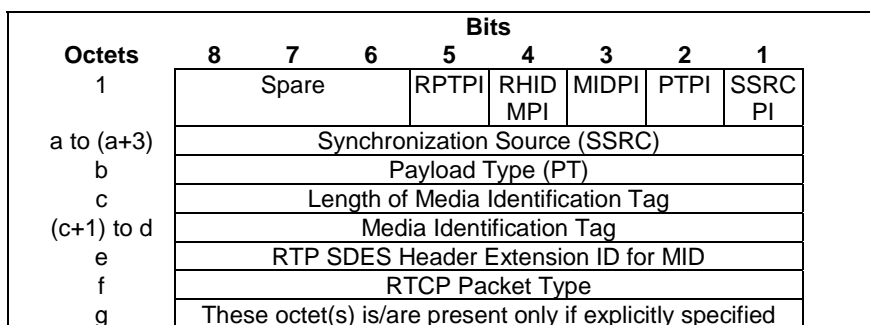 Bits
Octets 8 7 6 5 4 3 2 1
1 Spare RPTPI RHID MPI MIDPI PTPI SSRC PI
a to (a+3) Synchronization Source (SSRC)
b Payload Type (PT)
c Length of Media Identification Tag
(c+1) to d Media Identification Tag
e RTP SDES Header Extension ID for MID
f RTCP Packet Type
g These octet(s) is/are present only if explicitly specified